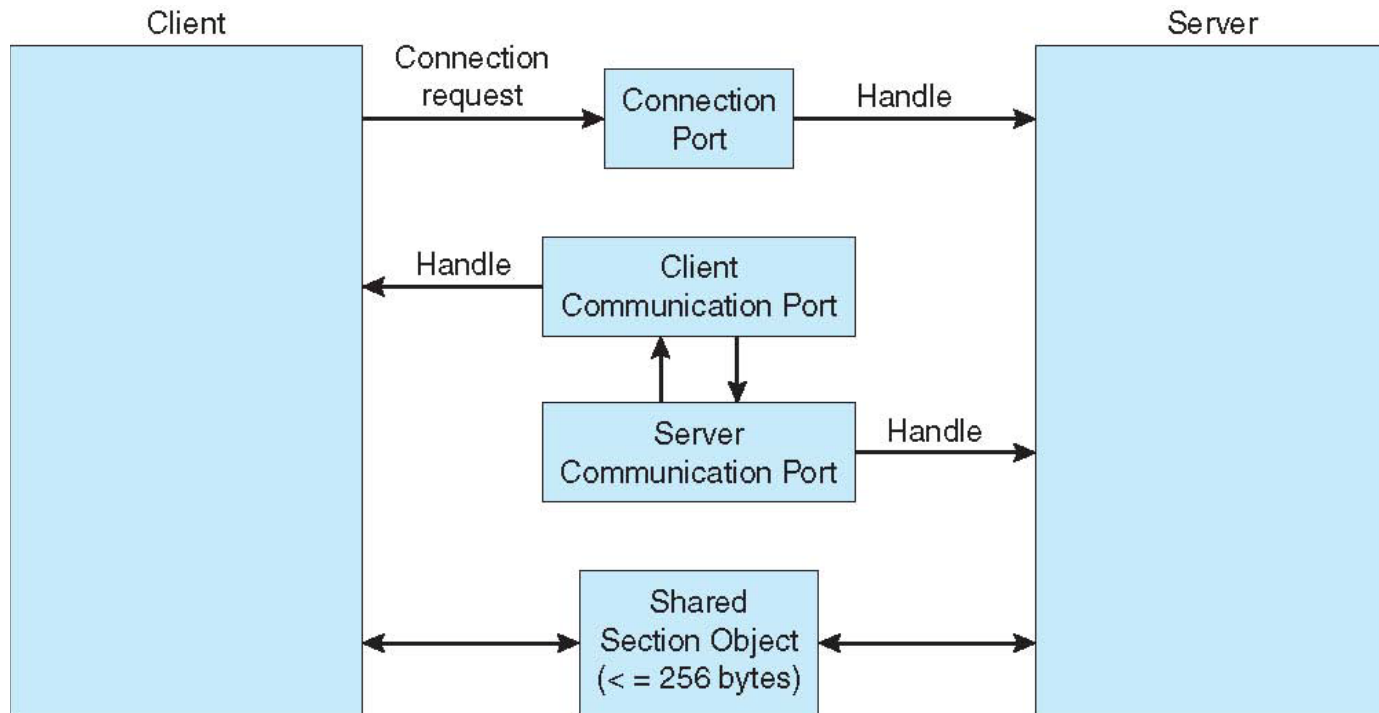 Client
Server
Connection
request
Connection
Port
Handle
Handle
Client
Communication Port
Server
Communication Port
Handle
Shared
Section Object
(< = 256 bytes)